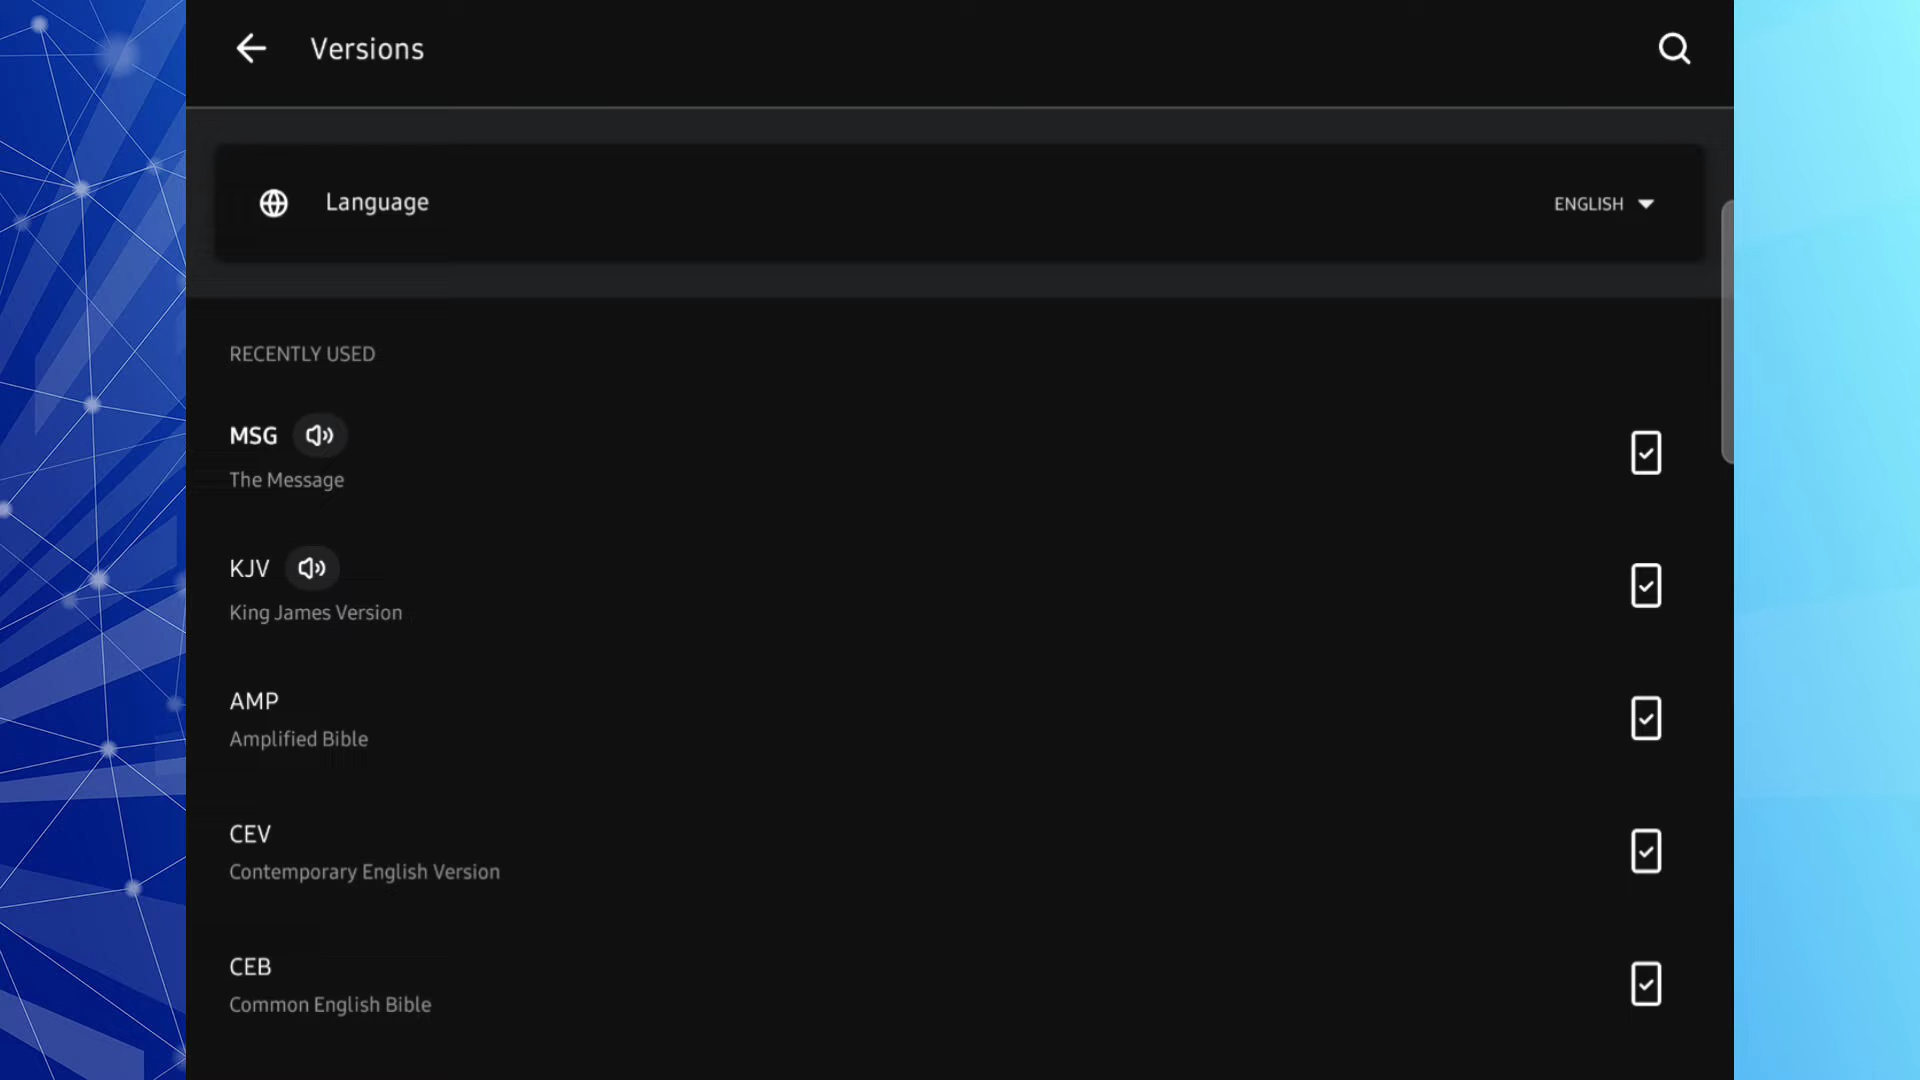 Versions
Language
ENGLISH
RECENTLY USED
MSG
The Message
KJV
King James Version
AMP
Amplified Bible
CEV
Contemporary English Version
CEB
Common English Bible